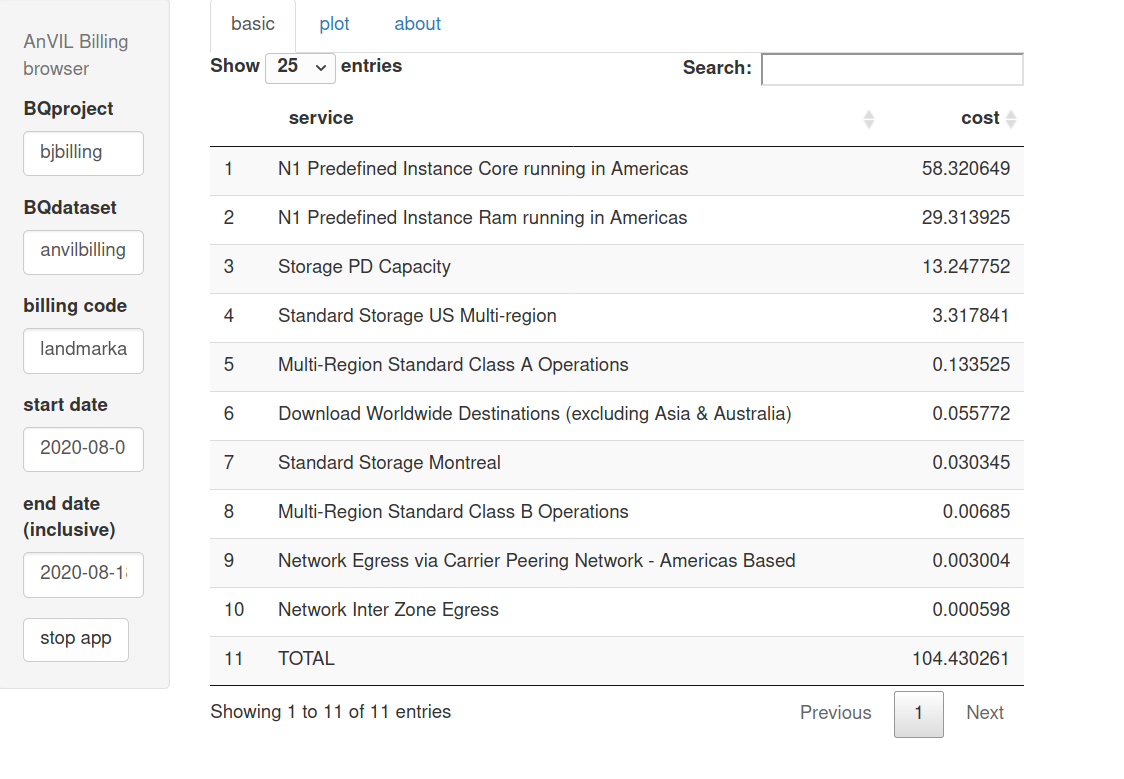 AnVIL Billing
browser
BQproject
bjbilling
BQdataset
anvilbilling
billing code
landmarka
start date
2020-08-0
end date
(inclusive)
2020-08-1
stop app
basic plot about
Show 25 entries Search:
service cost
1 N1 Predefined Instance Core running in Americas 58.320649
2 N1 Predefined Instance Ram running in Americas 29.313925
3 Storage PD Capacity 13.247752
4 Standard Storage US Multi-region 3.317841
5 Multi-Region Standard Class A Operations 0.133525
6 Download Worldwide Destinations (excluding Asia & Australia) 0.055772
7 Standard Storage Montreal 0.030345
8 Multi-Region Standard Class B Operations 0.00685
9 Network Egress via Carrier Peering Network - Americas Based 0.003004
10 Network Inter Zone Egress 0.000598
11 TOTAL 104.430261
Showing 1 to 11 of 11 entries Previous 1 Next